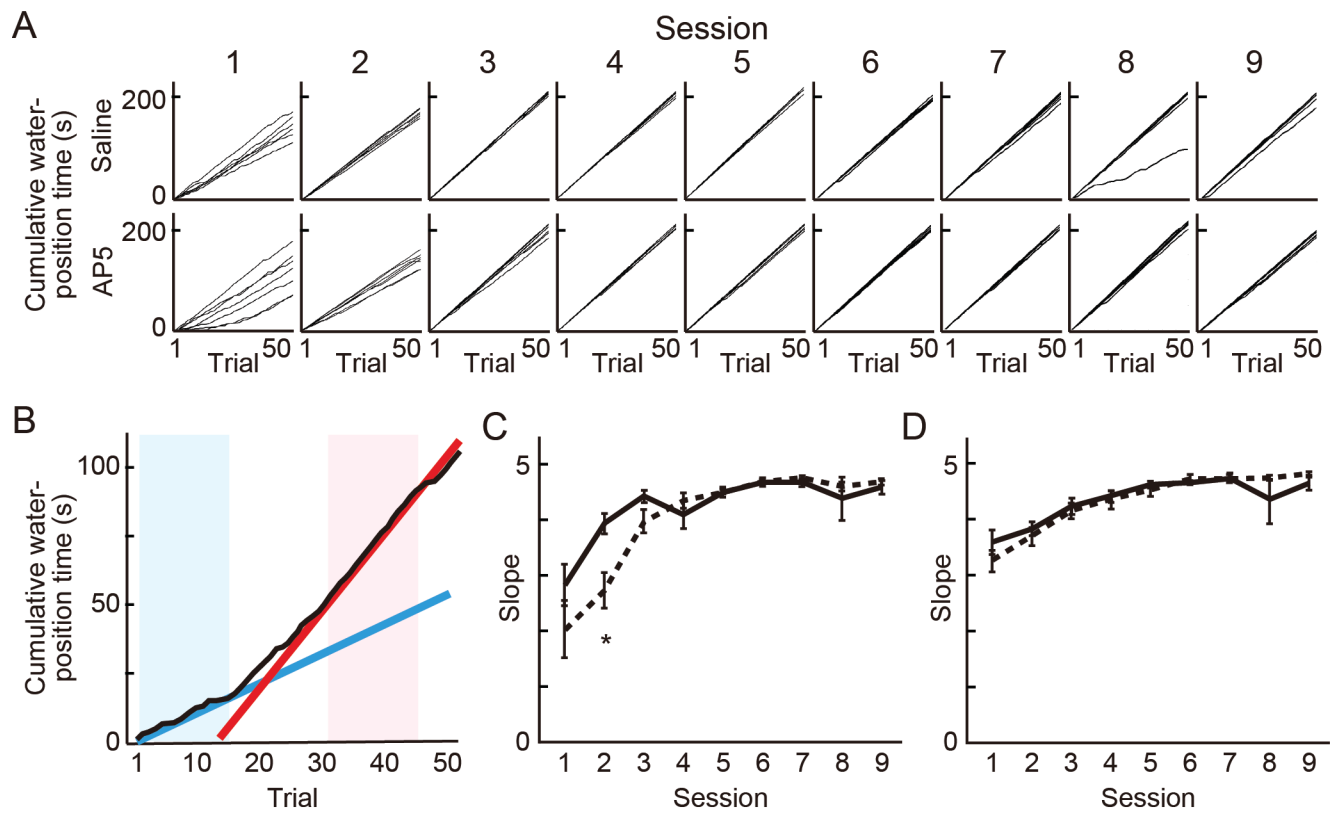 A
Session
1 2 3 4 5 6 7 8 9
Cumulative water-
position time (s)
Saline
200
0
AP5
200
0
1 Trial 50 1 Trial 50 1 Trial 50 1 Trial 50 1 Trial 50 1 Trial 50 1 Trial 50 1 Trial 50 1 Trial 50
B
Cumulative water-
position time (s)
100
50
0
1 10 20 30 40 50
Trial
C
Slope
5
*
0
1 2 3 4 5 6 7 8 9
Session
D
Slope
5
0
1 2 3 4 5 6 7 8 9
Session